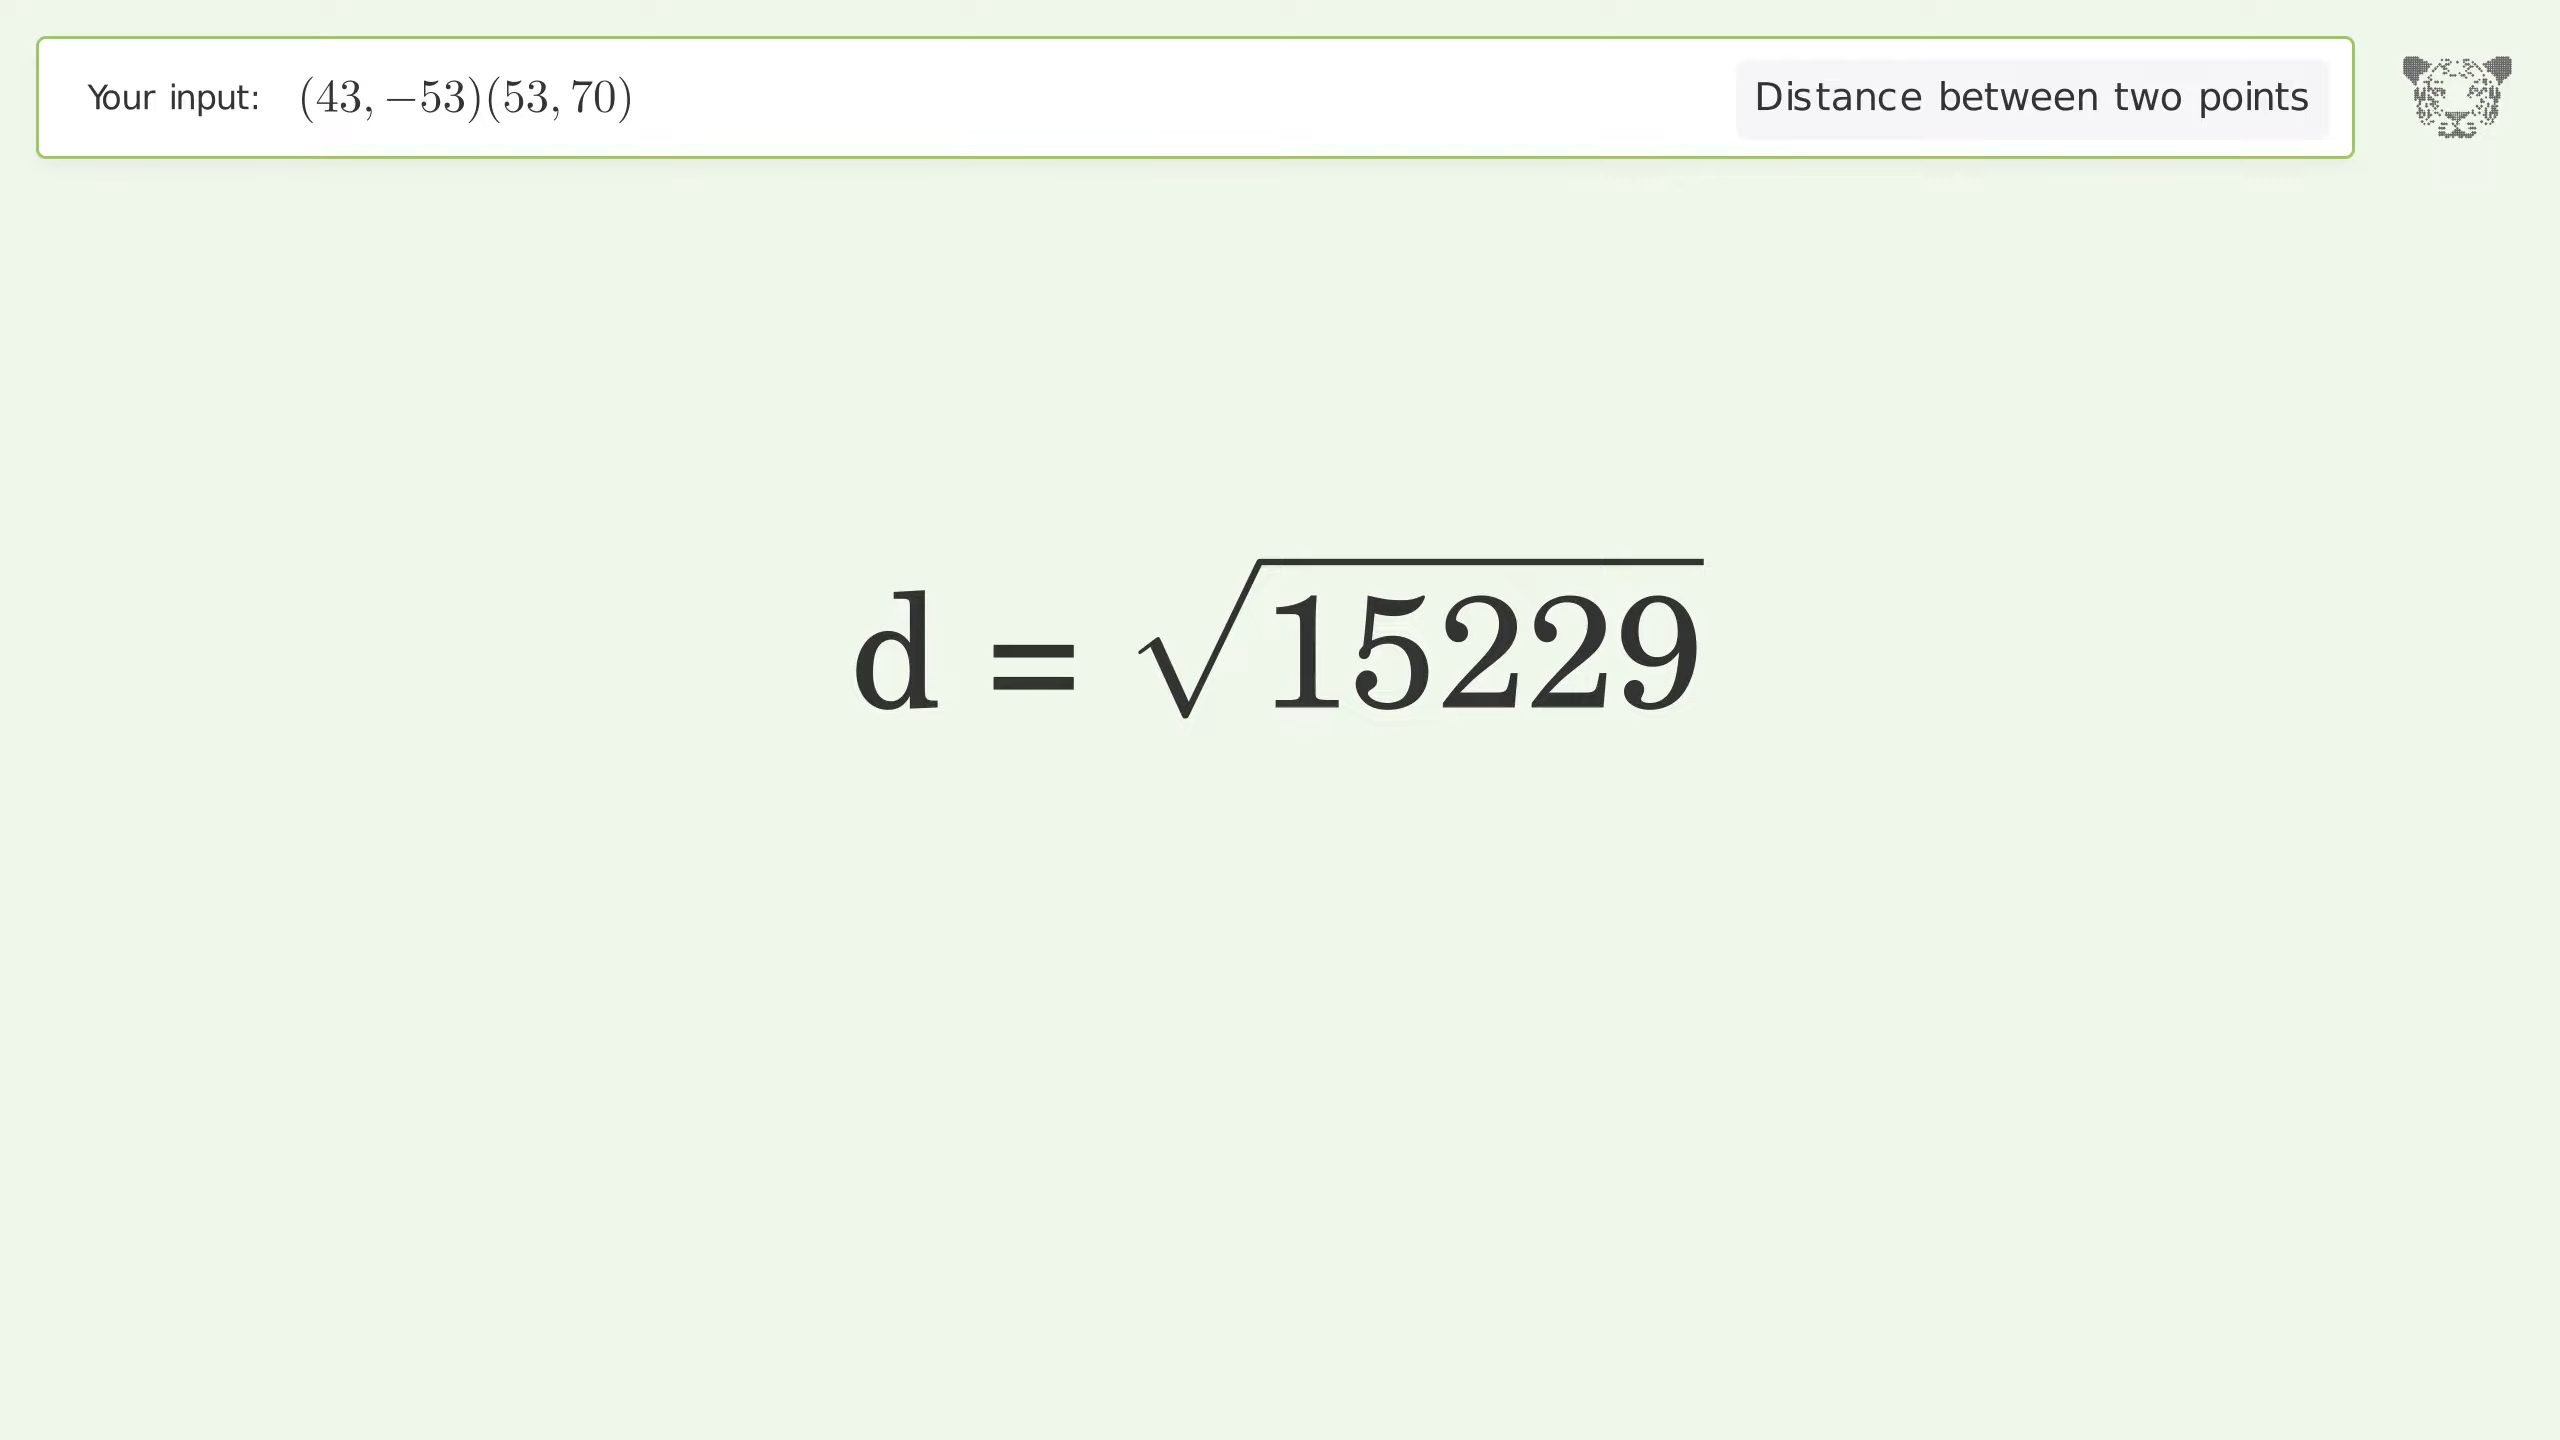 Your input: (43, −53)(53, 70)
Distance between two points
d = √15229